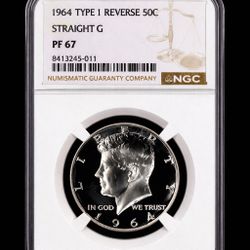 1964 TYPE 1 REVERSE 50C
STRAIGHT G
PF 67
8413245-011
NUMISMATIC GUARANTY COMPANY
NGC
LIBERTY
IN GOD WE TRUST
1964